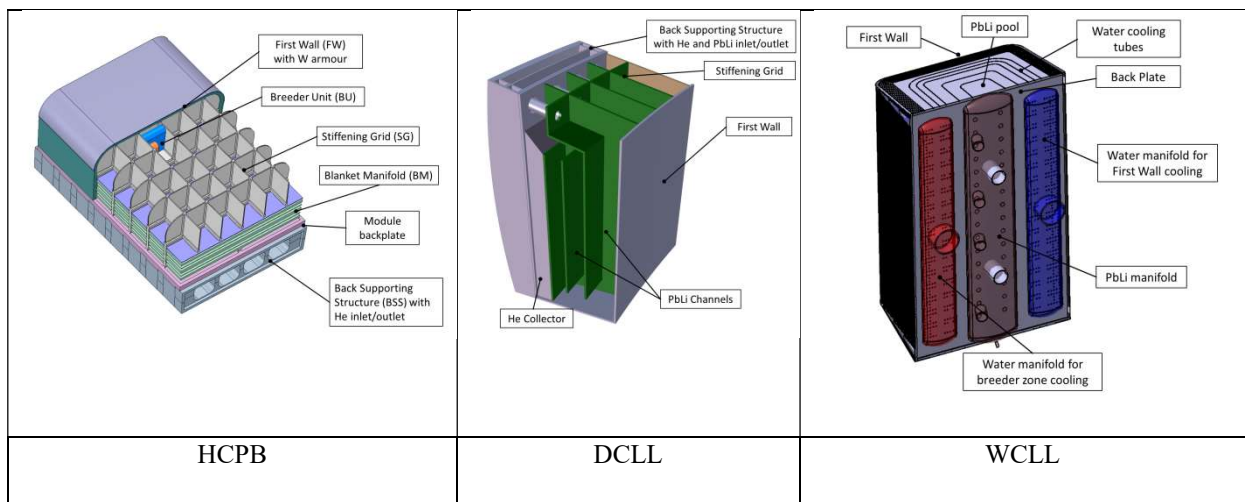 First Wall (FW)
with W armour
Breeder Unit (BU)
Stiffening Grid (SG)
Blanket Manifold (BM)
Module
backplate
Back Supporting
Structure (BSS) with
He inlet/outlet
Back Supporting Structure
with He and PbLi inlet/outlet
Stiffening Grid
First Wall
PbLi Channels
He Collector
First Wall
PbLi pool
Water cooling
tubes
Back Plate
Water manifold for
First Wall cooling
PbLi manifold
Water manifold for
breeder zone cooling
HCPB
DCLL
WCLL